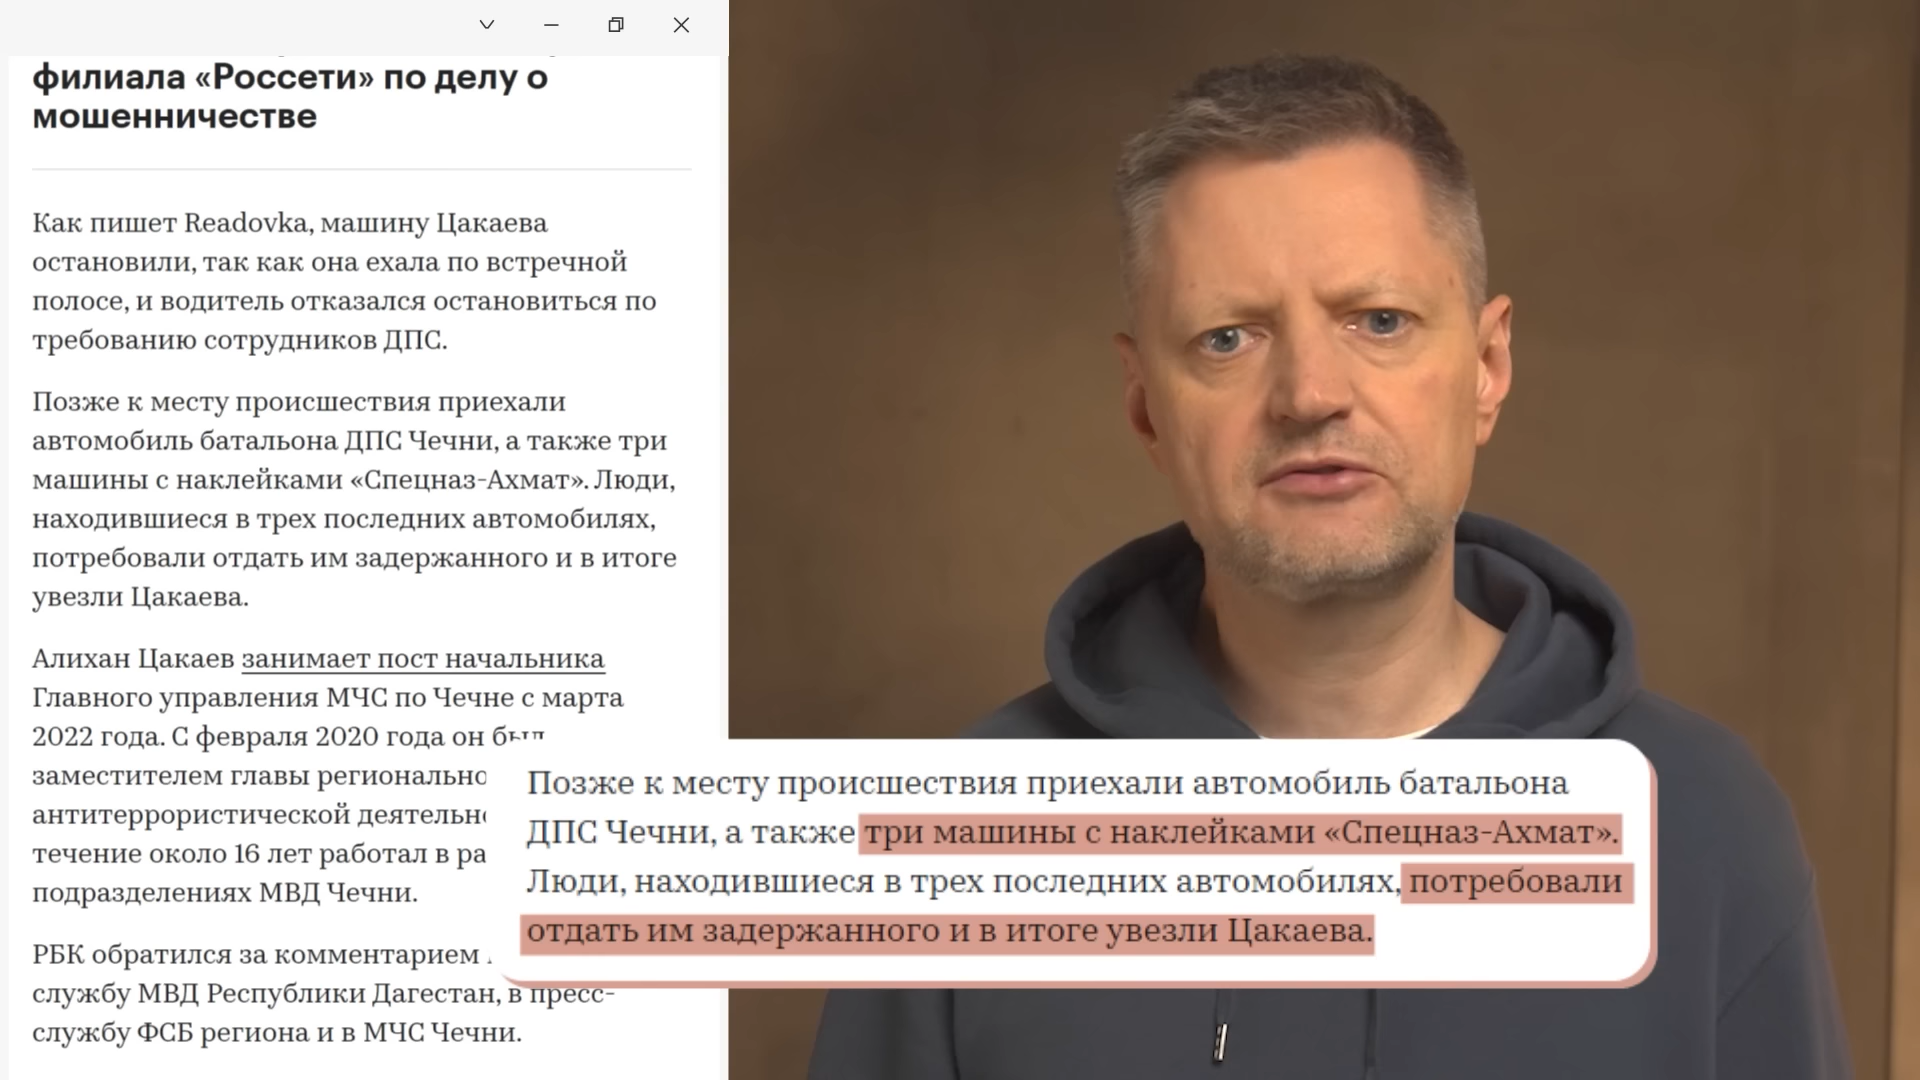 филиала «Россети» по делу о
мошенничестве
Как пишет Readovka, машину Цакаева
остановили, так как она ехала по встречной
полосе, и водитель отказался остановиться по
требованию сотрудников ДПС.
Позже к месту происшествия приехали
автомобиль батальона ДПС Чечни, а также три
машины с наклейками «Спецназ-Ахмат». Люди,
находившиеся в трех последних автомобилях,
потребовали отдать им задержанного и в итоге
увезли Цакаева.
Алихан Цакаев занимает пост начальника
Главного управления МЧС по Чечне с марта
2022 года. С февраля 2020 года он был
заместителем главы
антитеррористической
течение около 16 лет работал в
подразделениях МВД Чечни.
РБК обратился за комментарием
службу МВД Республики Дагестан, в пресс-
службу ФСБ региона и в МЧС Чечни.
Позже к месту происшествия приехали автомобиль батальона
ДПС Чечни, а также три машины с наклейками «Спецназ-Ахмат».
Люди, находившиеся в трех последних автомобилях, потребовали
отдать им задержанного и в итоге увезли Цакаева.